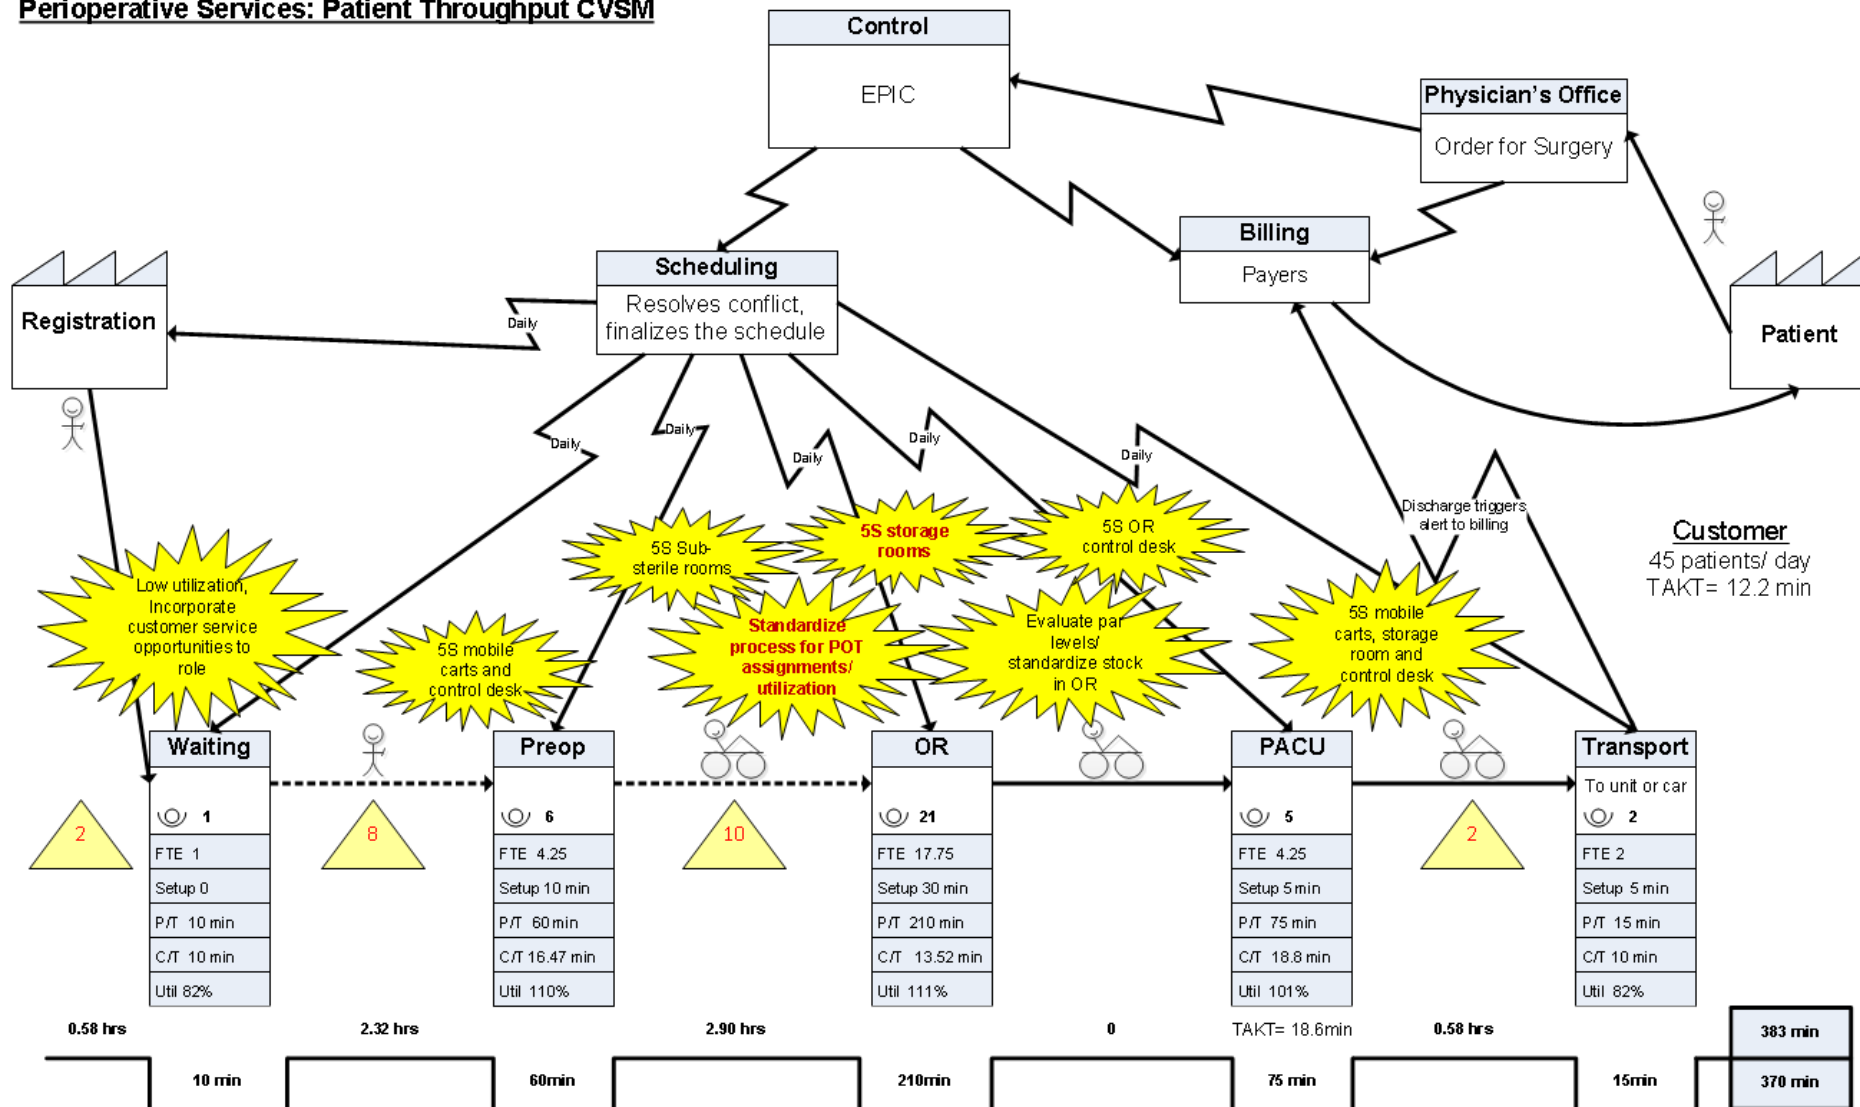 Perioperative Services: Patient Throughput CVSM
Control
EPIC
Physician's Office
Order for Surgery
Billing
Payers
Scheduling
Resolves conflict,
finalizes the schedule
Registration
Patient
Daily
Daily
Daily
Daily
Daily
Daily
Discharge triggers
alert to billing
Customer
45 patients/ day
TAKT= 12.2 min
Low utilization,
Incorporate
customer service
opportunities to
role
5S mobile
carts and
control desk
5S Sub-
sterile rooms
Standardize
process for POT
assignments/
utilization
5S storage
rooms
Evaluate par
levels/
standardize stock
in OR
5S OR
control desk
5S mobile
carts, storage
room and
control desk
2
Waiting
1
FTE 1
Setup 0
P/T 10 min
C/T 10 min
Util 82%
8
Preop
6
FTE 4.25
Setup 10 min
P/T 60min
C/T 16.47 min
Util 110%
10
OR
21
FTE 17.75
Setup 30 min
P/T 210 min
C/T 13.52 min
Util 111%
PACU
5
FTE 4.25
Setup 5 min
P/T 75 min
C/T 18.8 min
Util 101%
TAKT= 18.6min
2
Transport
To unit or car
2
FTE 2
Setup 5 min
P/T 15 min
C/T 10 min
Util 82%
0.58 hrs
2.32 hrs
2.90 hrs
0
0.58 hrs
383 min
10 min
60min
210min
75 min
15min
370 min